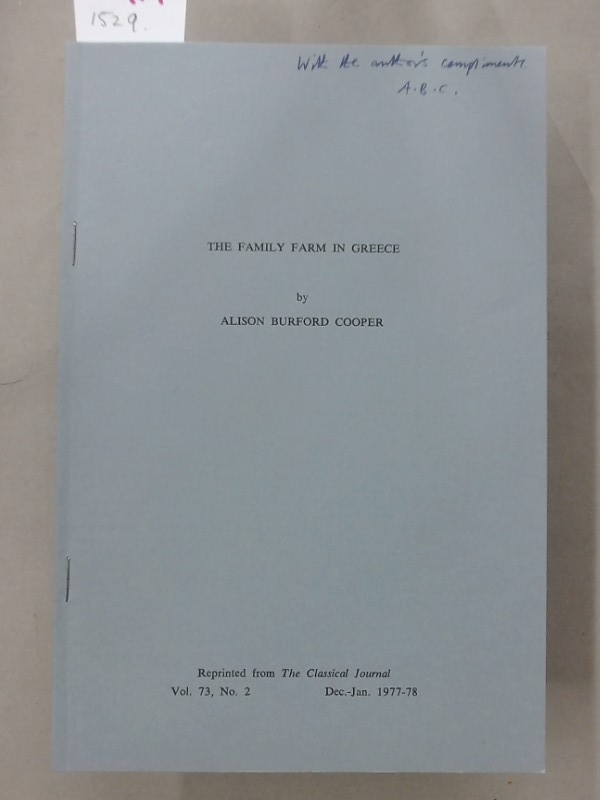 1529.
With the author's compliments.
A.B.C.
THE FAMILY FARM IN GREECE
by
ALISON BURFORD COOPER
Reprinted from The Classical Journal
Vol. 73, No. 2 Dec.-Jan. 1977-78